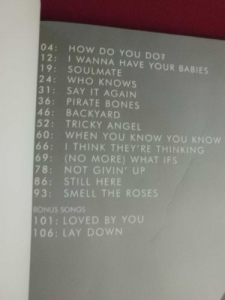 04: HOW DO YOU DO?
12: I WANNA HAVE YOUR BABIES
19: SOULMATE
24: WHO KNOWS
31: SAY IT AGAIN
36: PIRATE BONES
46: BACKYARD
52: TRICKY ANGEL
60: WHEN YOU KNOW YOU KNOW
66: I THINK THEY'RE THINKING
69: (NO MORE) WHAT IFS
78: NOT GIVIN' UP
86: STILL HERE
93: SMELL THE ROSES
BONUS SONGS
101: LOVED BY YOU
106: LAY DOWN